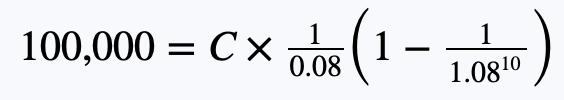 100,000 = C × 1/0.08 (1 − 1/1.08^10)